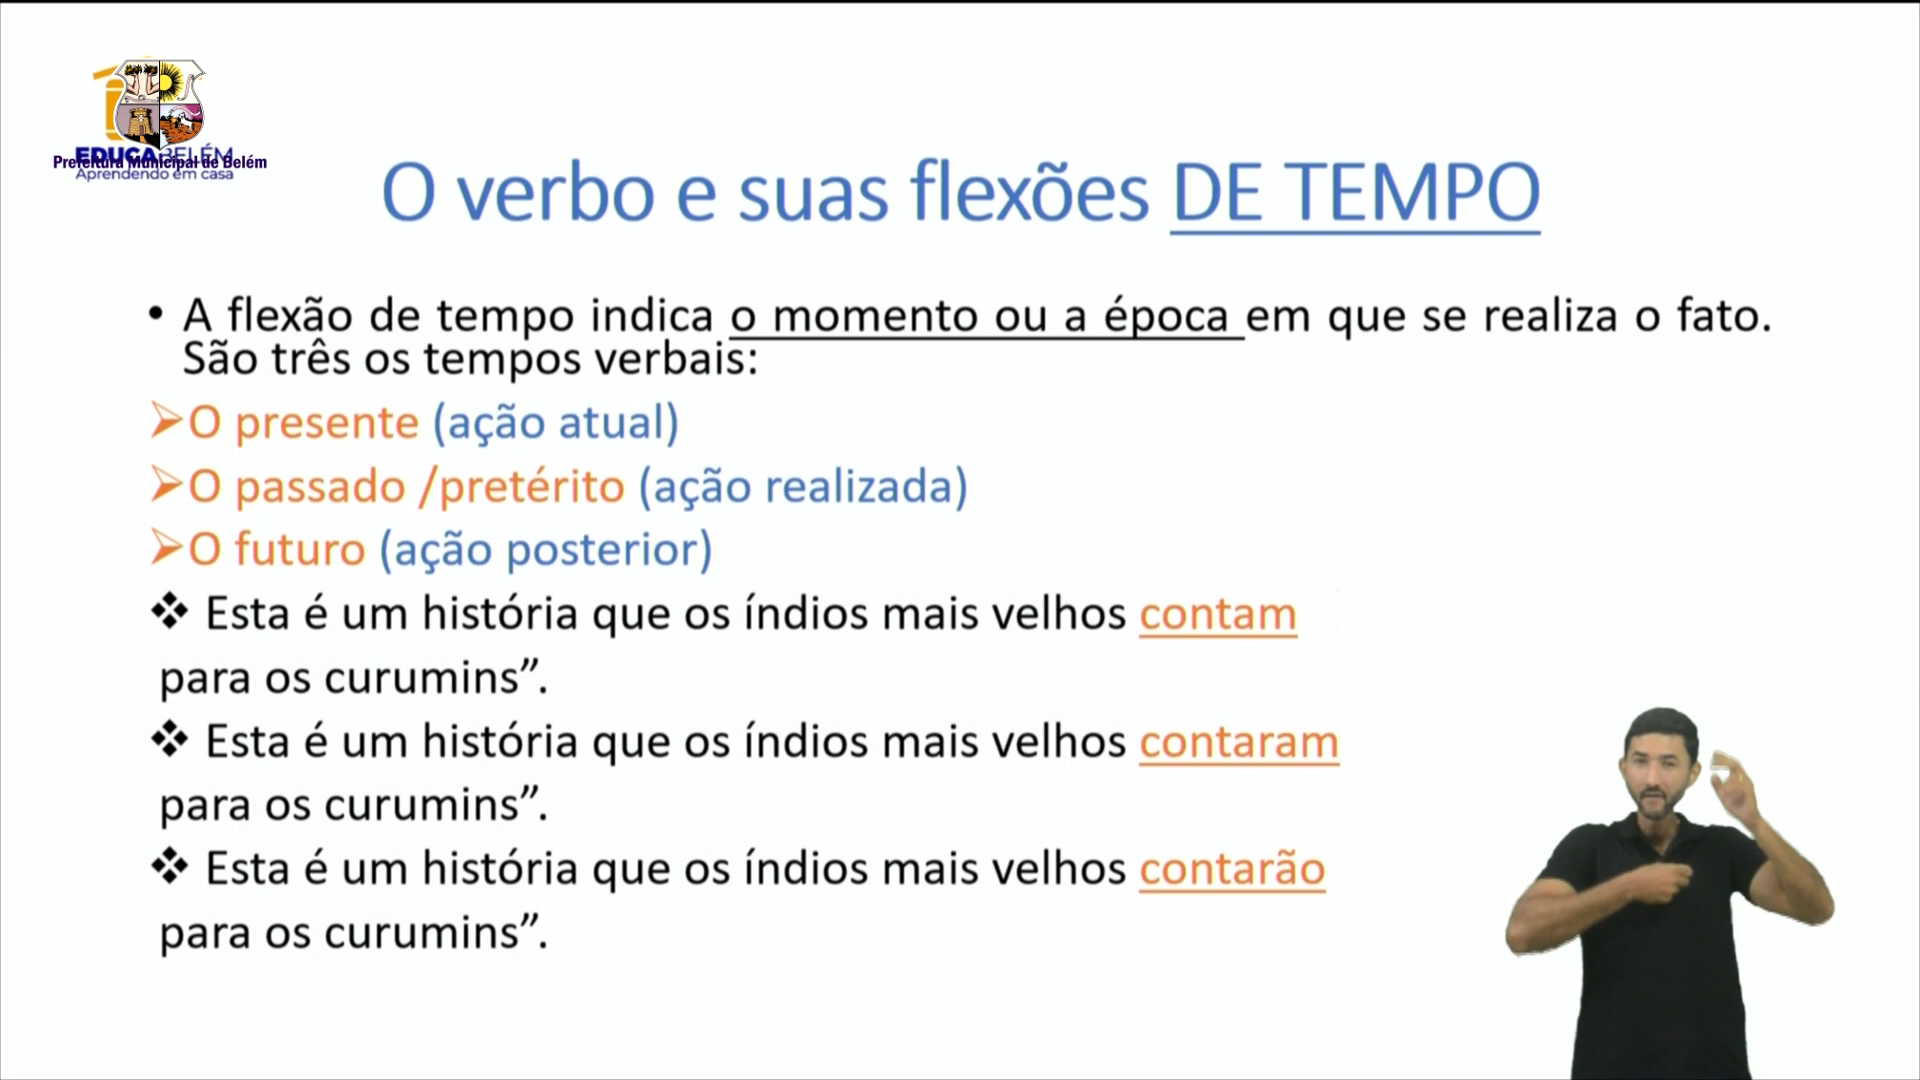 EDUCABELÉM
Prefeitura Municipal de Belém
Aprendendo em casa
O verbo e suas flexões DE TEMPO
• A flexão de tempo indica o momento ou a época em que se realiza o fato.
São três os tempos verbais:
➢O presente (ação atual)
➢O passado /pretérito (ação realizada)
➢O futuro (ação posterior)
❖ Esta é um história que os índios mais velhos contam
para os curumins”.
❖ Esta é um história que os índios mais velhos contaram
para os curumins”.
❖ Esta é um história que os índios mais velhos contarão
para os curumins”.